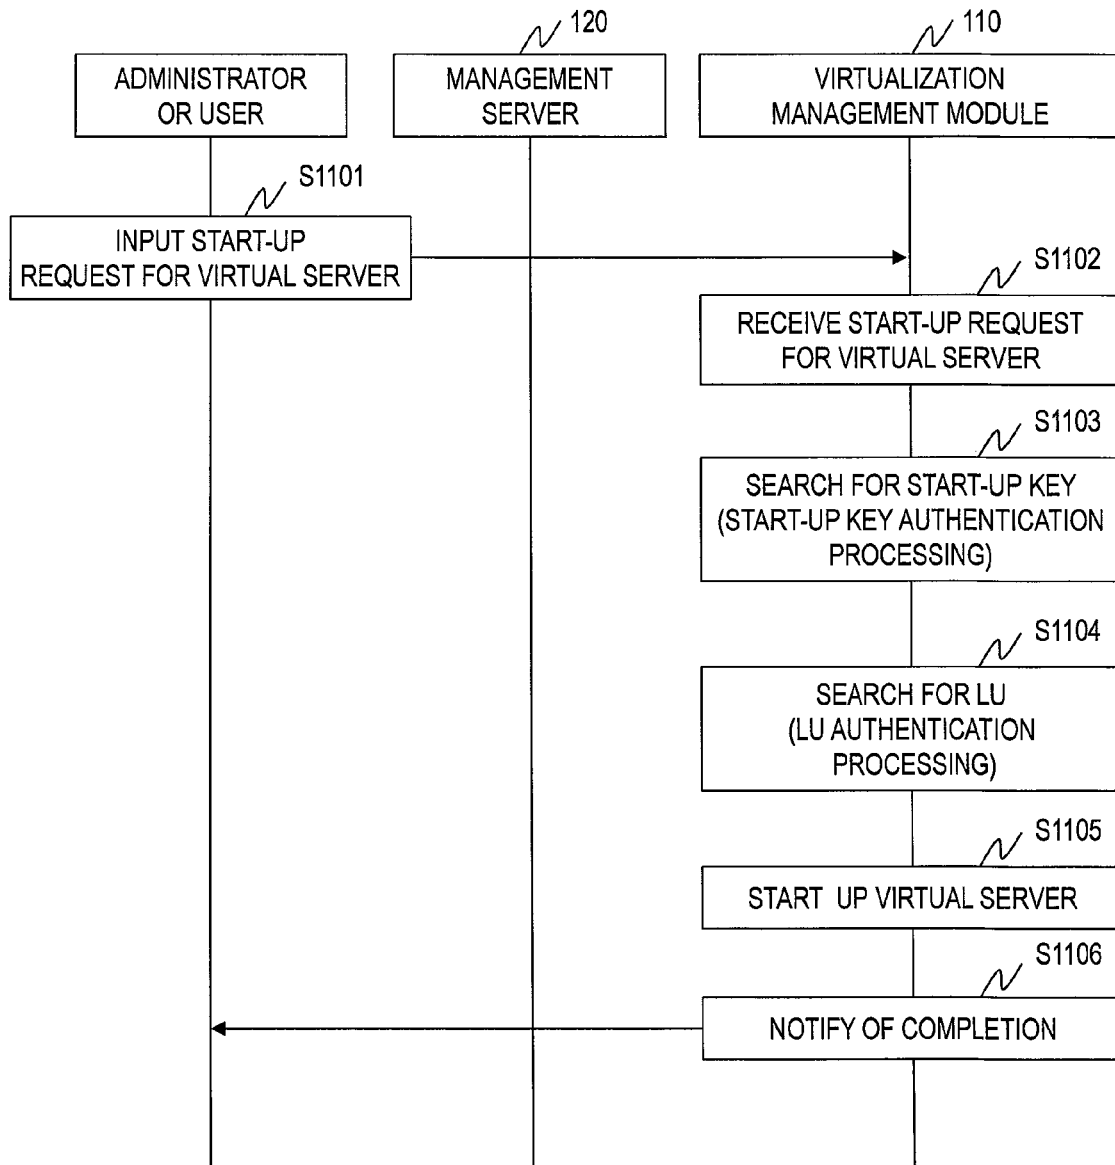 120
110
ADMINISTRATOR
OR USER
MANAGEMENT
SERVER
VIRTUALIZATION
MANAGEMENT MODULE
S1101
INPUT START-UP
REQUEST FOR VIRTUAL SERVER
S1102
RECEIVE START-UP REQUEST
FOR VIRTUAL SERVER
S1103
SEARCH FOR START-UP KEY
(START-UP KEY AUTHENTICATION
PROCESSING)
S1104
SEARCH FOR LU
(LU AUTHENTICATION
PROCESSING)
S1105
START UP VIRTUAL SERVER
S1106
NOTIFY OF COMPLETION